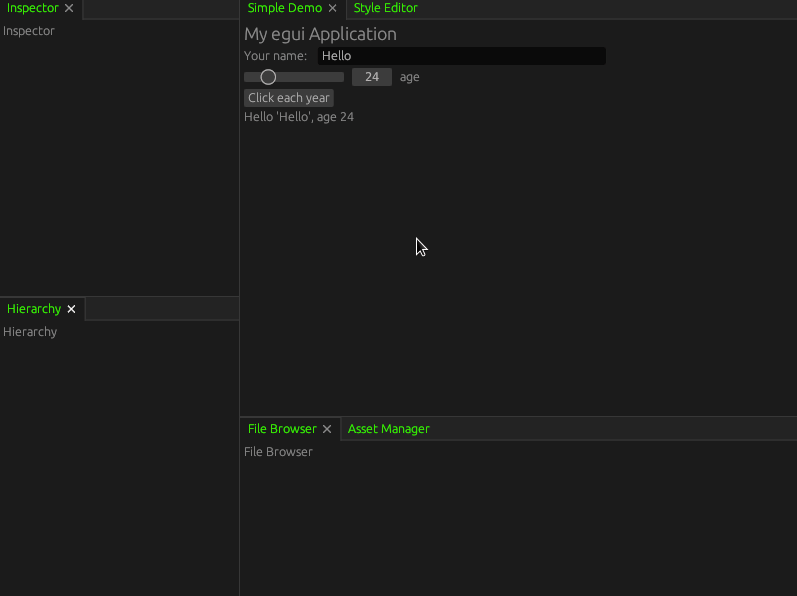 Inspector
Inspector
Hierarchy
Hierarchy
Simple Demo Style Editor
My egui Application
Your name: Hello
24 age
Click each year
Hello 'Hello', age 24
File Browser Asset Manager
File Browser